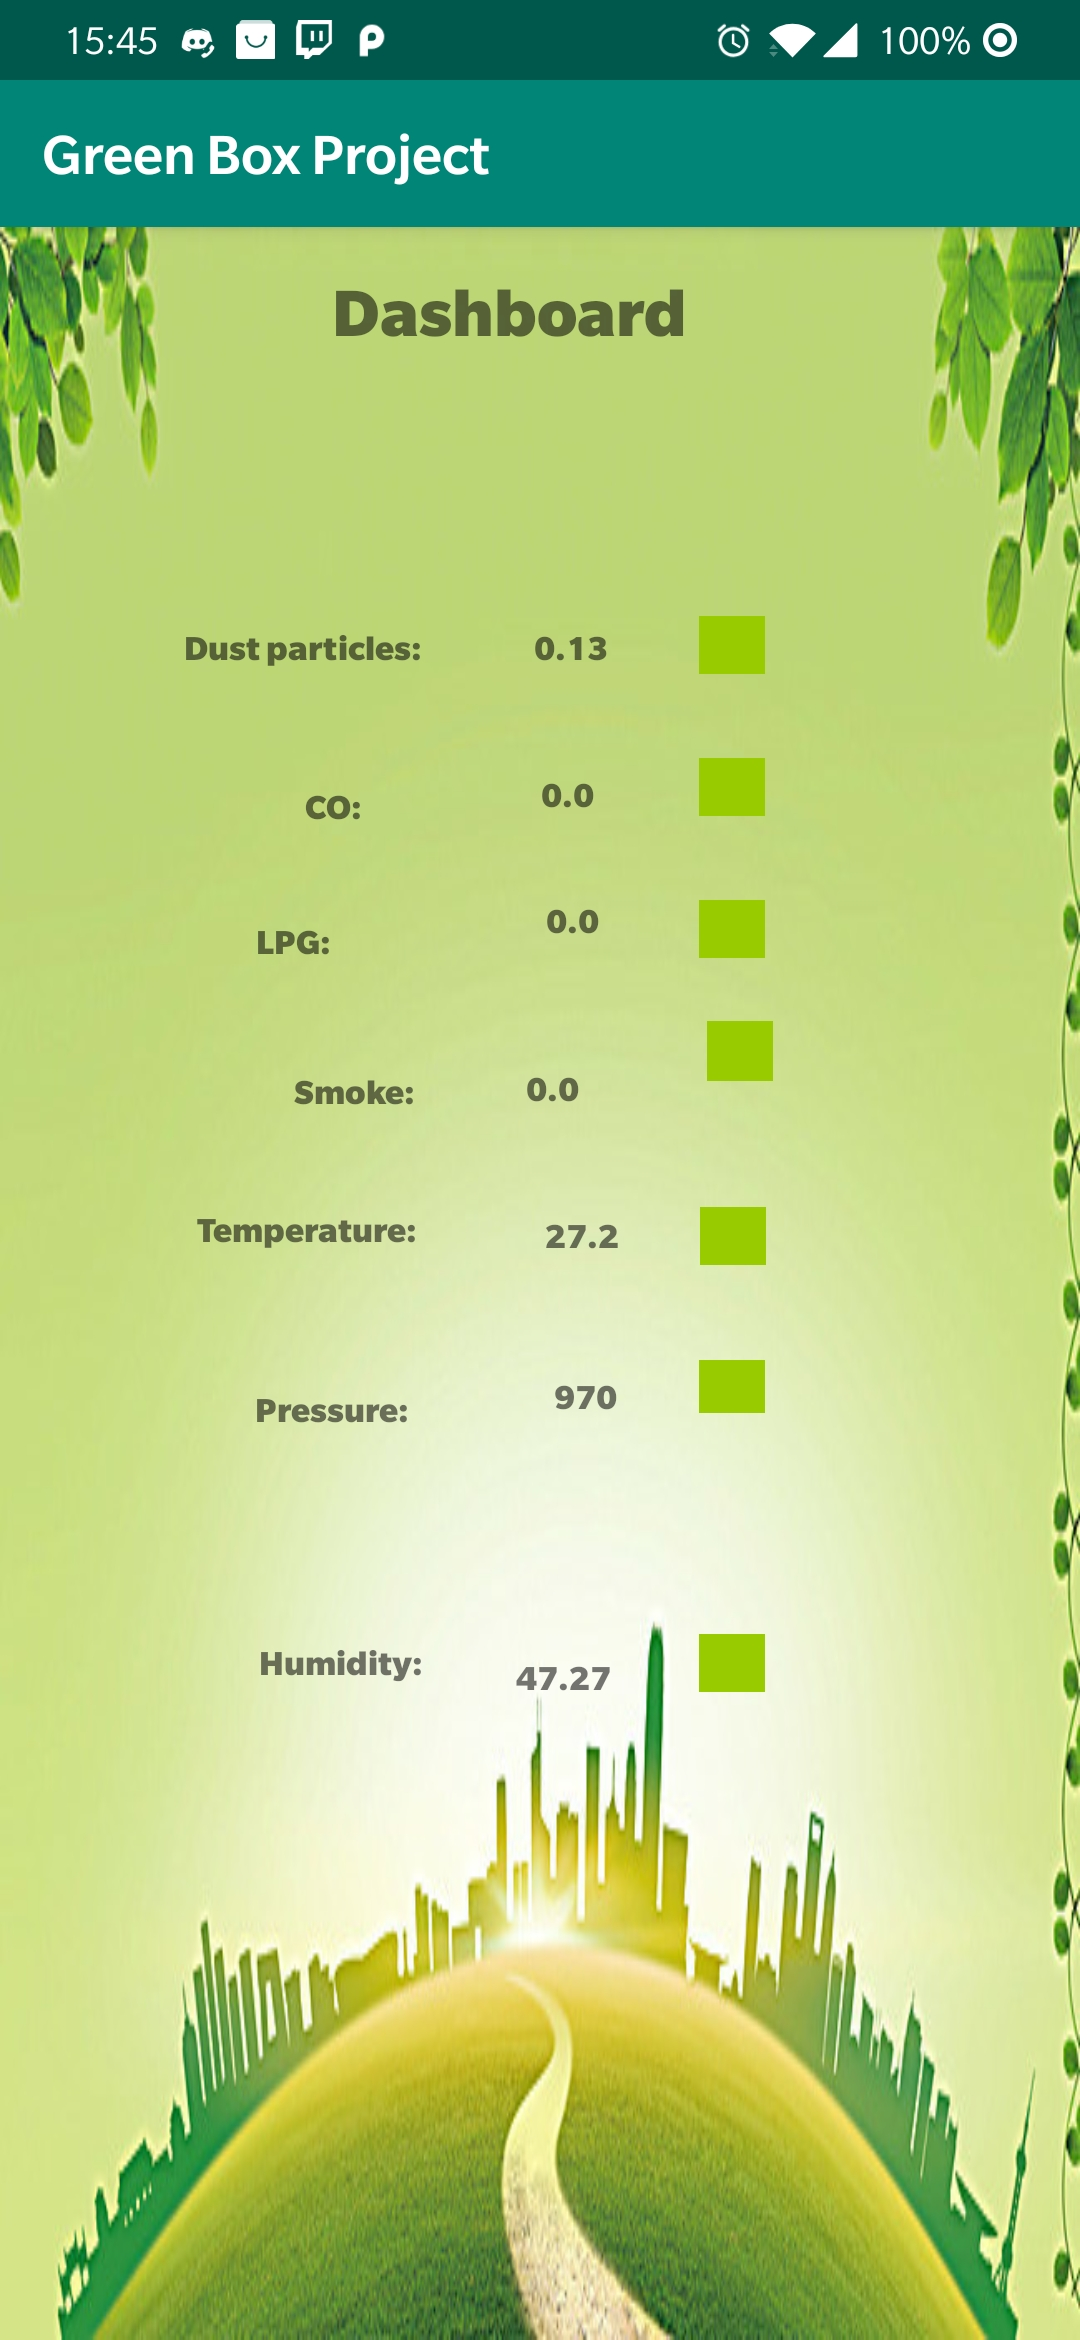 15:45 100%
Green Box Project
Dashboard
Dust particles: 0.13
CO: 0.0
LPG: 0.0
Smoke: 0.0
Temperature: 27.2
Pressure: 970
Humidity: 47.27